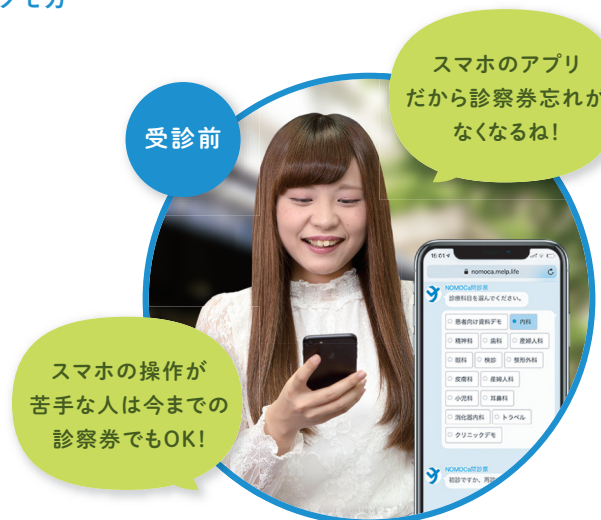 受診前
スマホのアプリ
だから診察券忘れが
なくなるね!
スマホの操作が
苦手な人は今までの
診察券でもOK!
16:01
nomoca.melp.life
NOMOCa問診票
診療科目を選んでください。
患者向け資料デモ 内科
精神科 歯科 産婦人科
眼科 検診 整形外科
皮膚科 産婦人科
小児科 耳鼻科
消化器内科 トラベル
クリニックデモ
NOMOCa問診票
初診ですか、再診